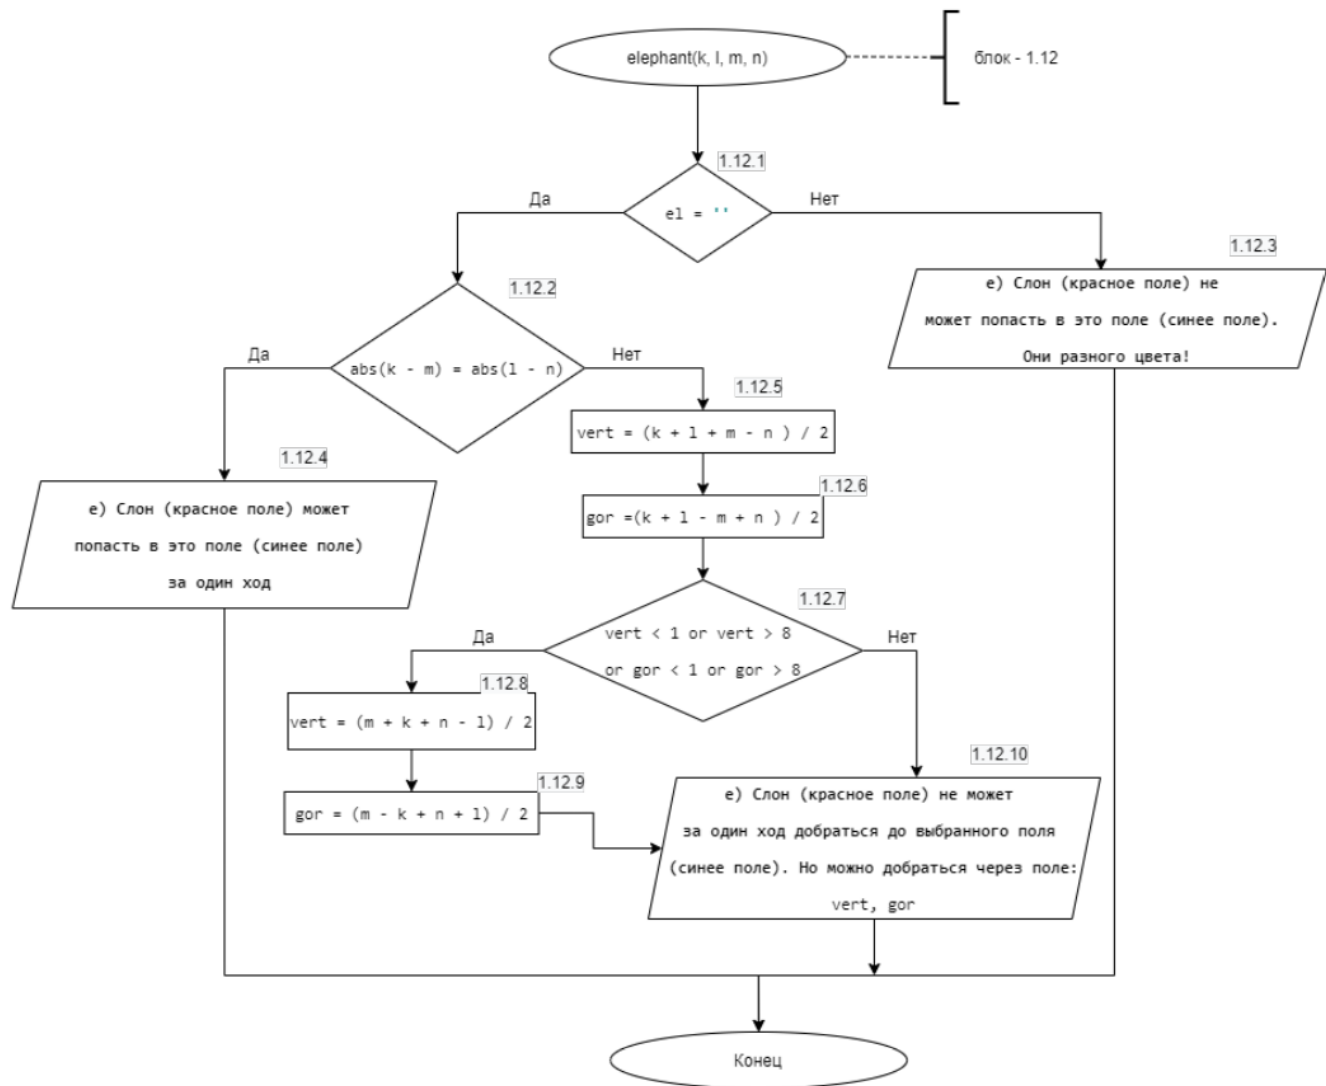 elephant(k, l, m, n)
блок - 1.12
1.12.1
el = ''
Да
Нет
1.12.3
е) Слон (красное поле) не
может попасть в это поле (синее поле).
Они разного цвета!
1.12.2
abs(k - m) = abs(l - n)
Да
Нет
1.12.5
vert = (k + l + m - n ) / 2
1.12.4
е) Слон (красное поле) может
попасть в это поле (синее поле)
за один ход
1.12.6
gor =(k + l - m + n ) / 2
1.12.7
vert < 1 or vert > 8
or gor < 1 or gor > 8
Да
Нет
1.12.8
vert = (m + k + n - l) / 2
1.12.9
gor = (m - k + n + l) / 2
1.12.10
е) Слон (красное поле) не может
за один ход добраться до выбранного поля
(синее поле). Но можно добраться через поле:
vert, gor
Конец